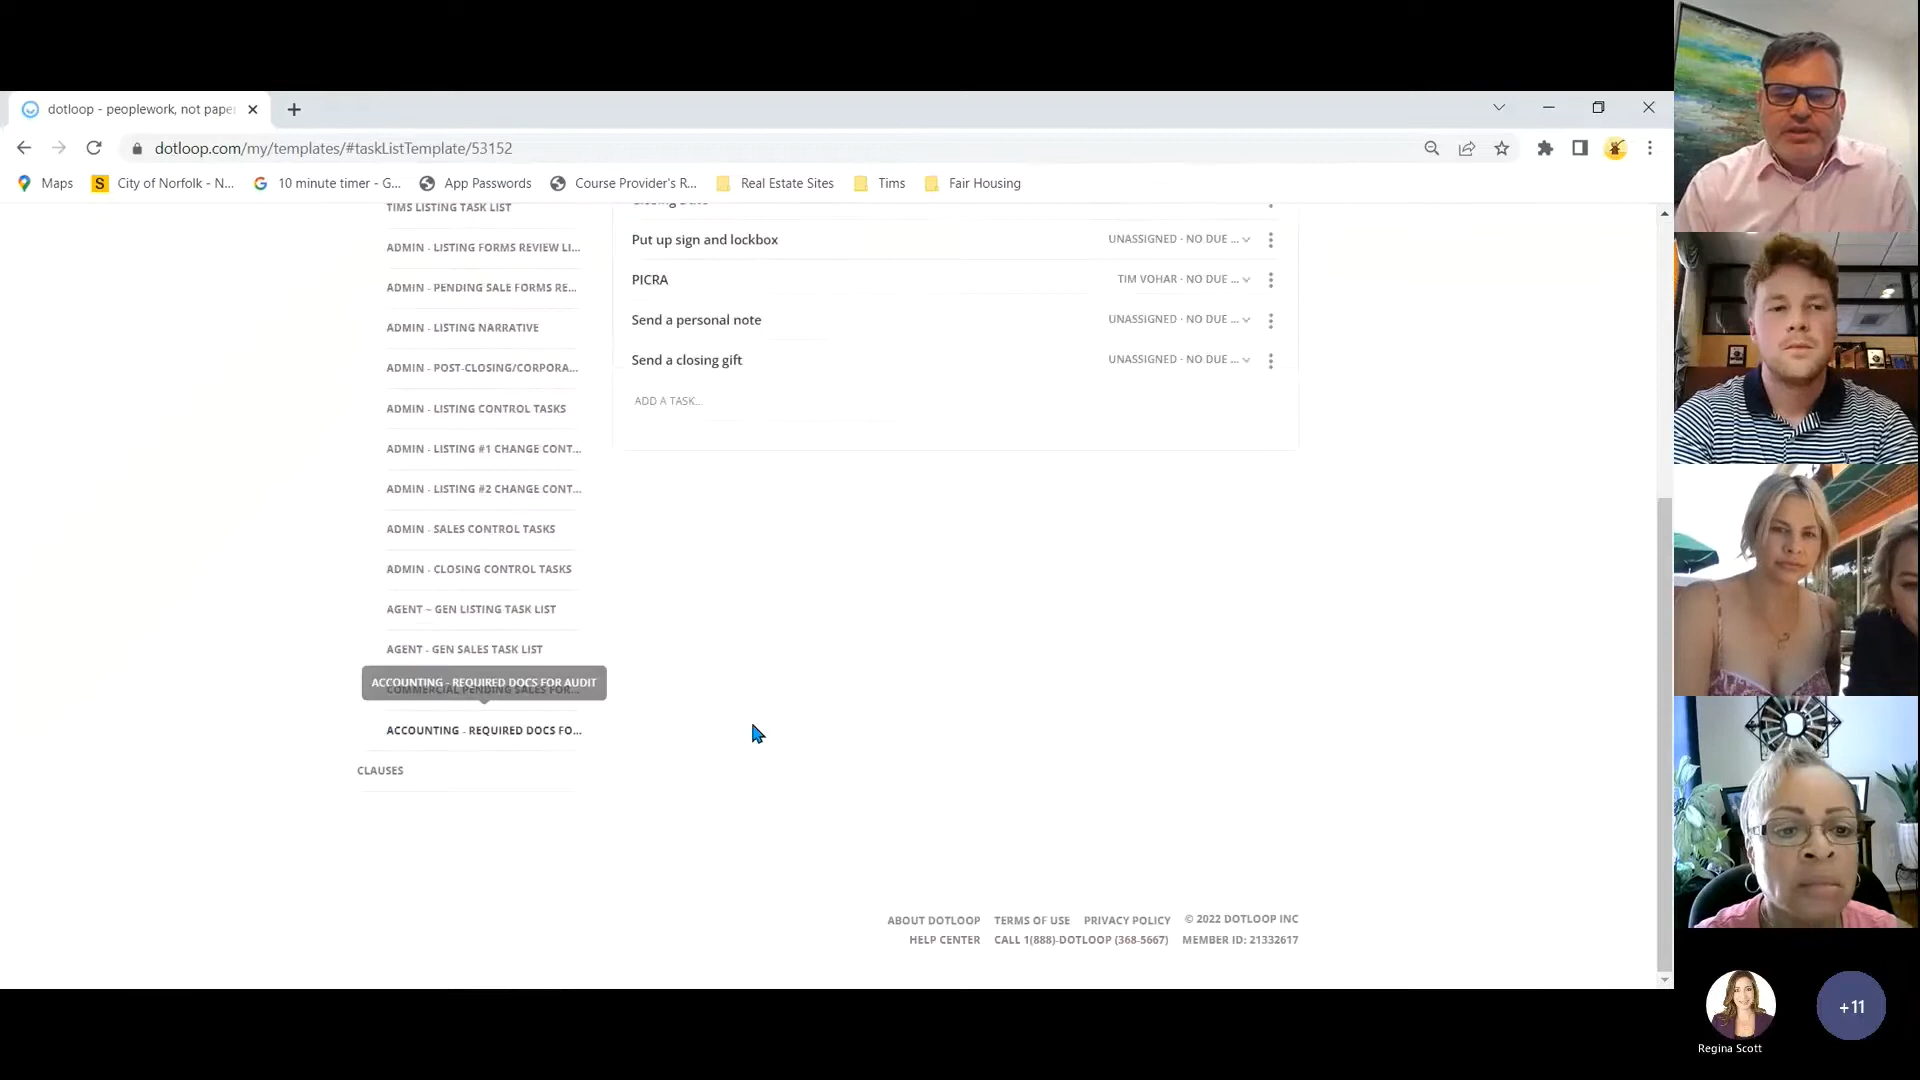 dotloop - peoplework, not pape
dotloop.com/my/templates/#taskListTemplate/53152
Maps
S
City of Norfolk - N...
10 minute timer - G...
App Passwords
Course Provider's R...
Real Estate Sites
Tims
Fair Housing
TIMS LISTING TASK LIST
ADMIN - LISTING FORMS REVIEW LI...
ADMIN - PENDING SALE FORMS RE...
ADMIN - LISTING NARRATIVE
ADMIN - POST-CLOSING/CORPORA...
ADMIN - LISTING CONTROL TASKS
ADMIN - LISTING #1 CHANGE CONT...
ADMIN - LISTING #2 CHANGE CONT...
ADMIN - SALES CONTROL TASKS
ADMIN - CLOSING CONTROL TASKS
AGENT ~ GEN LISTING TASK LIST
AGENT - GEN SALES TASK LIST
ACCOUNTING - REQUIRED DOCS FOR AUDIT
COMMERCIAL PENDING SALES FOR...
ACCOUNTING - REQUIRED DOCS FO...
CLAUSES
Put up sign and lockbox UNASSIGNED · NO DUE ...
PICRA TIM VOHAR · NO DUE ...
Send a personal note UNASSIGNED · NO DUE ...
Send a closing gift UNASSIGNED · NO DUE ...
ADD A TASK...
ABOUT DOTLOOP TERMS OF USE PRIVACY POLICY © 2022 DOTLOOP INC
HELP CENTER CALL 1(888)-DOTLOOP (368-5667) MEMBER ID: 21332617
Regina Scott
+11